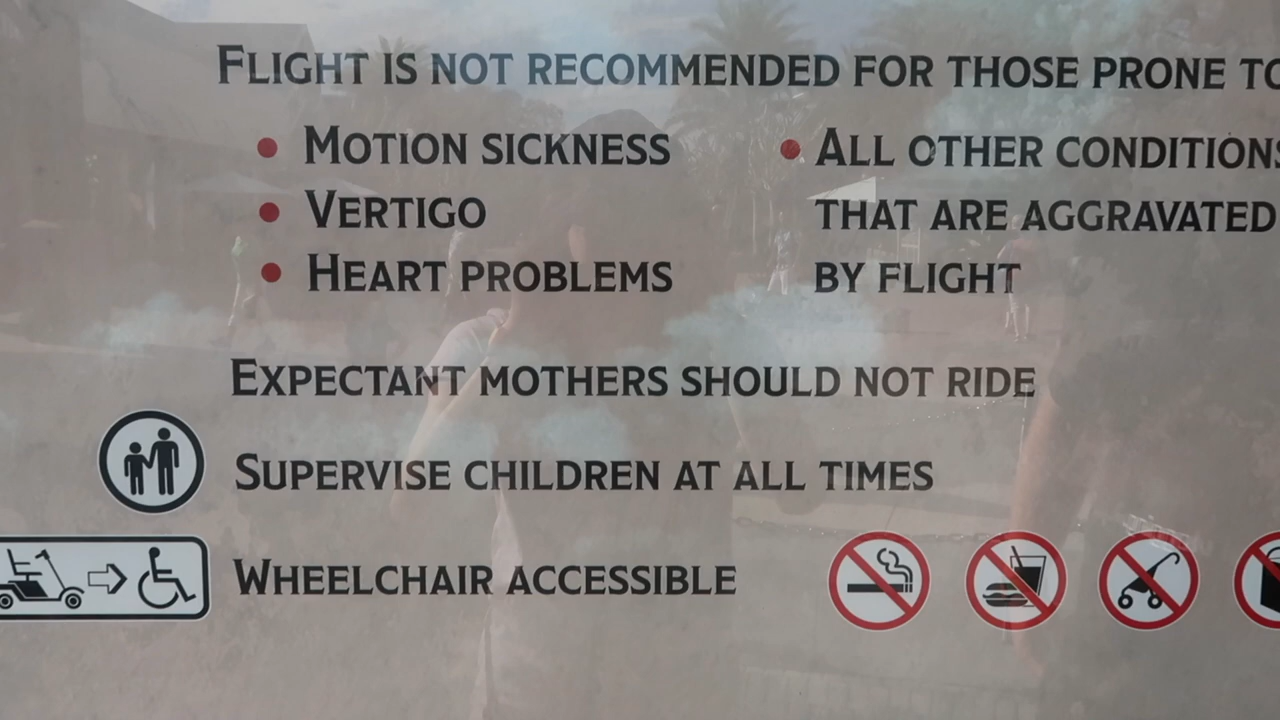 FLIGHT IS NOT RECOMMENDED FOR THOSE PRONE TO
• MOTION SICKNESS
• VERTIGO
• HEART PROBLEMS
• ALL OTHER CONDITIONS
THAT ARE AGGRAVATED
BY FLIGHT
EXPECTANT MOTHERS SHOULD NOT RIDE
SUPERVISE CHILDREN AT ALL TIMES
WHEELCHAIR ACCESSIBLE